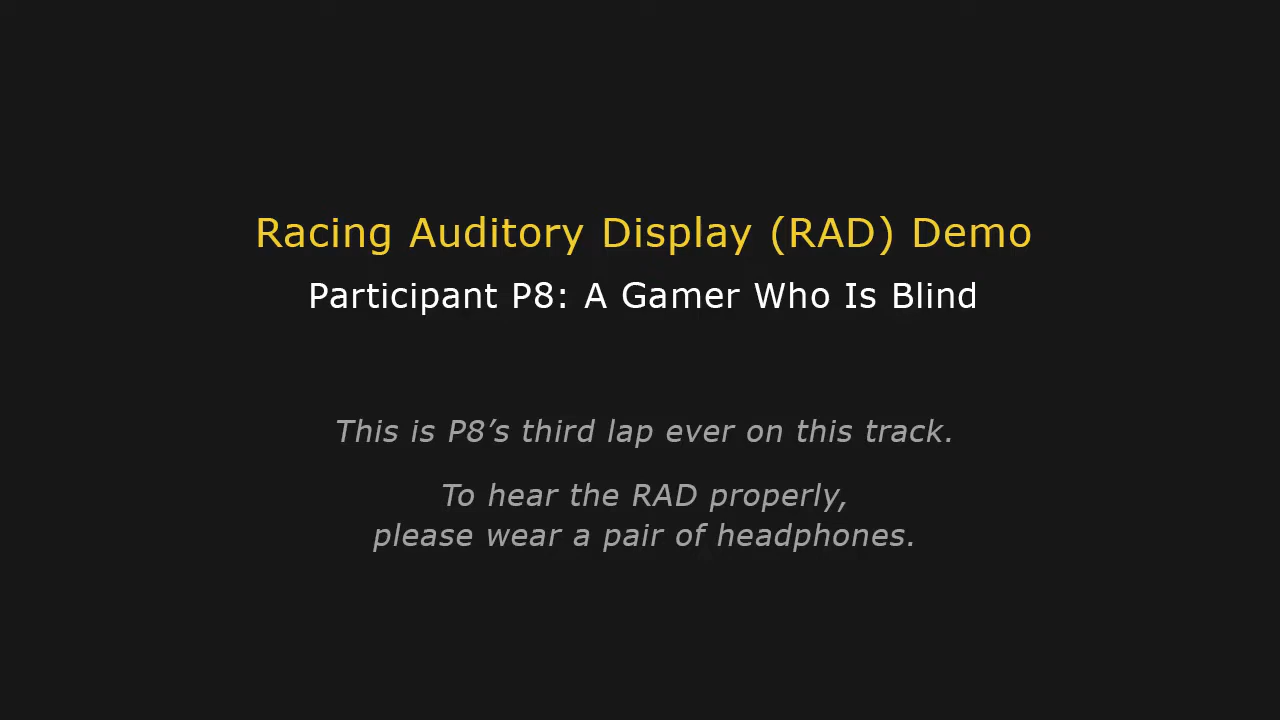 Racing Auditory Display (RAD) Demo
Participant P8: A Gamer Who Is Blind
This is P8’s third lap ever on this track.
To hear the RAD properly,
please wear a pair of headphones.